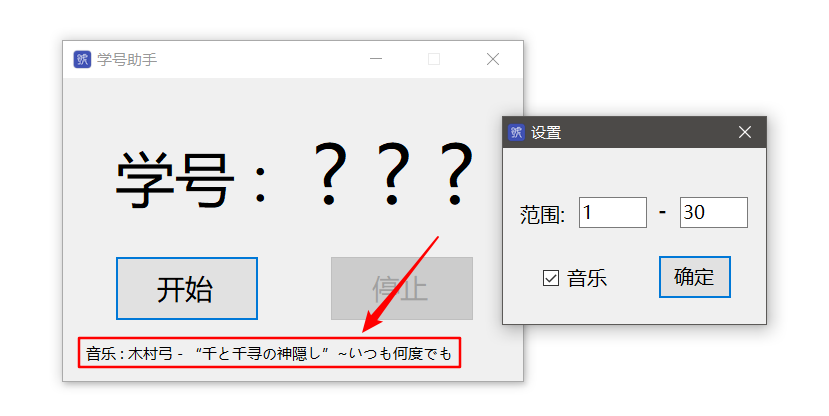 学号助手
学号：？？？
开始
停止
音乐：木村弓 - “千と千寻の神隠し”~いつも何度でも
设置
范围: 1 - 30
音乐
确定